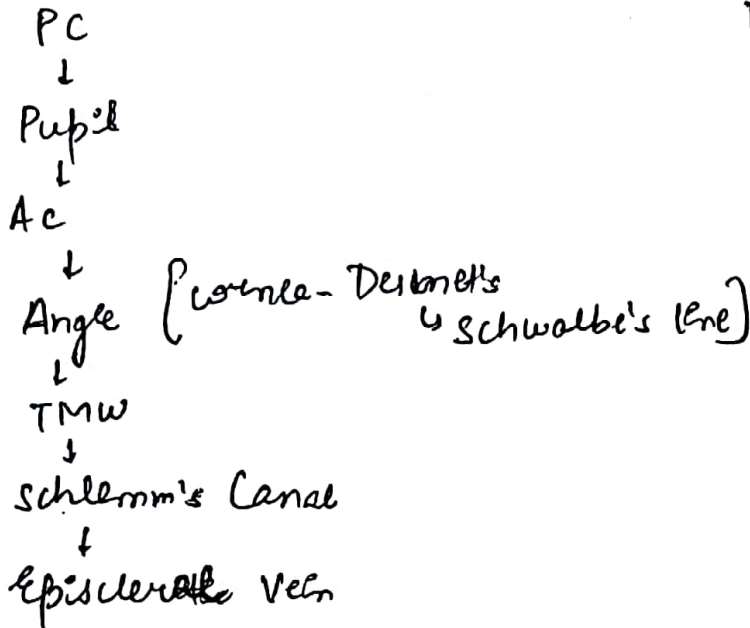 PC
↓
Pupil
↓
AC
↓
Angle [cornea - Desmet's
↳ Schwalbe's line]
↓
TMW
↓
Schlemm's Canal
↓
Episcleral Vein